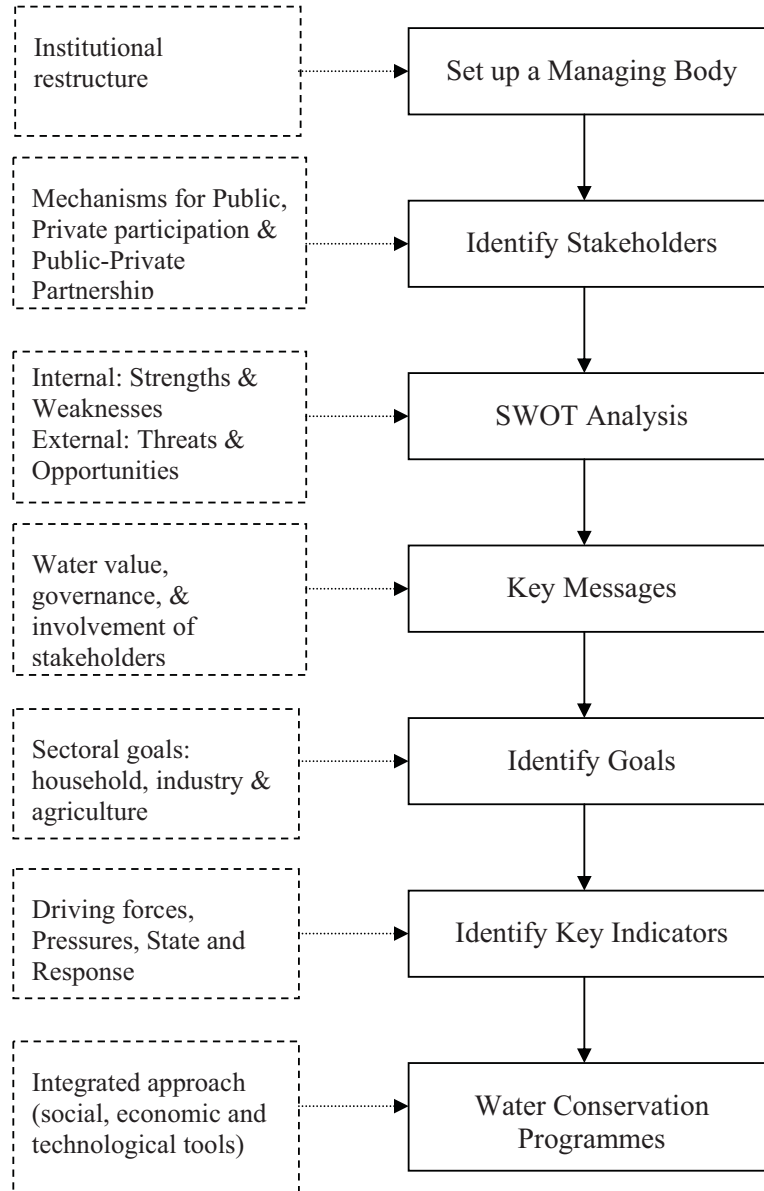 Institutional
restructure
Set up a Managing Body
Mechanisms for Public,
Private participation &
Public-Private
Partnership
Identify Stakeholders
Internal: Strengths &
Weaknesses
External: Threats &
Opportunities
SWOT Analysis
Water value,
governance, &
involvement of
stakeholders
Key Messages
Sectoral goals:
household, industry &
agriculture
Identify Goals
Driving forces,
Pressures, State and
Response
Identify Key Indicators
Integrated approach
(social, economic and
technological tools)
Water Conservation
Programmes